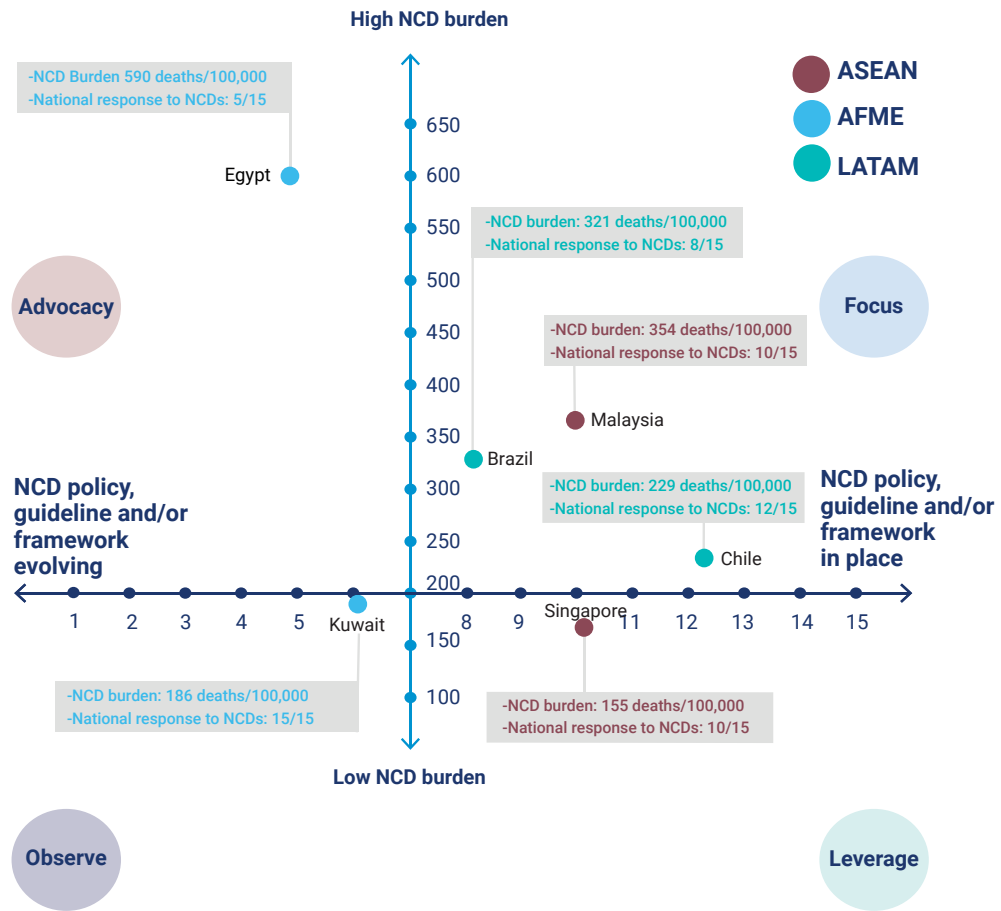 High NCD burden
-NCD Burden 590 deaths/100,000
-National response to NCDs: 5/15
Egypt
ASEAN
AFME
LATAM
650
600
550
500
450
400
350
300
250
200
150
100
-NCD burden: 321 deaths/100,000
-National response to NCDs: 8/15
Brazil
Advocacy
Focus
-NCD burden: 354 deaths/100,000
-National response to NCDs: 10/15
Malaysia
-NCD burden: 229 deaths/100,000
-National response to NCDs: 12/15
Chile
NCD policy,
guideline and/or
framework
evolving
NCD policy,
guideline and/or
framework
in place
1 2 3 4 5 8 9 11 12 13 14 15
Kuwait
Singapore
-NCD burden: 186 deaths/100,000
-National response to NCDs: 15/15
-NCD burden: 155 deaths/100,000
-National response to NCDs: 10/15
Low NCD burden
Observe
Leverage